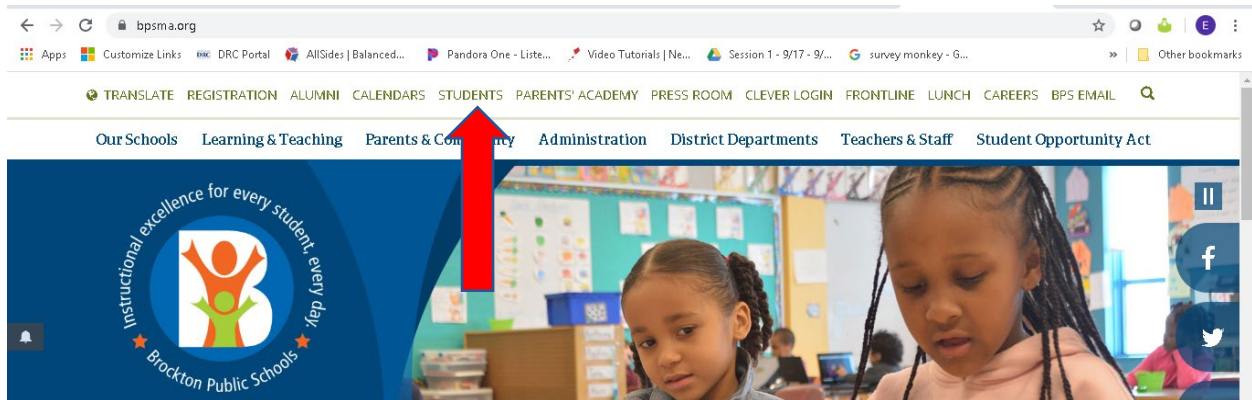 bpsma.org
E
Apps Customize Links DRC DRC Portal AllSides | Balanced... Pandora One - Liste... Video Tutorials | Ne... Session 1 - 9/17 - 9/... G survey monkey - G... » Other bookmarks
TRANSLATE REGISTRATION ALUMNI CALENDARS STUDENTS PARENTS' ACADEMY PRESS ROOM CLEVER LOGIN FRONTLINE LUNCH CAREERS BPS EMAIL
Our Schools Learning & Teaching Parents & Com ty Administration District Departments Teachers & Staff Student Opportunity Act
Instructional excellence for every student, every day.
B
Brockton Public Schools